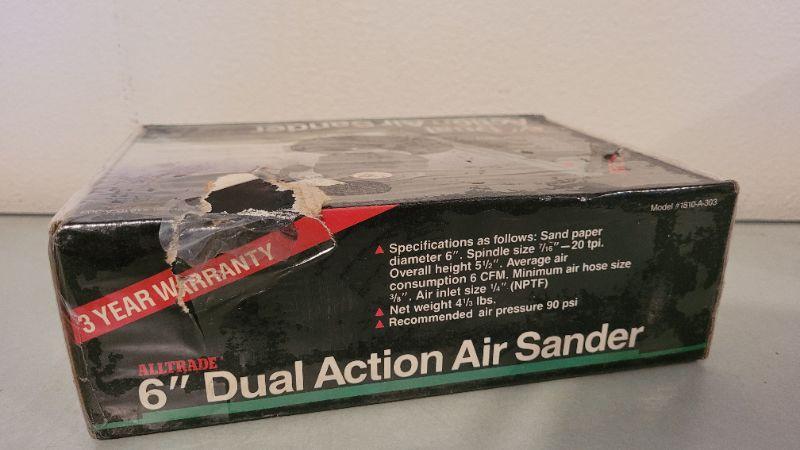 Model #1810-A-303
3 YEAR WARRANTY
▲ Specifications as follows: Sand paper
diameter 6". Spindle size 7/16"—20 tpi.
Overall height 5½". Average air
consumption 6 CFM. Minimum air hose size
3/8". Air inlet size ¼" (NPTF)
▲ Net weight 4⅓ lbs.
▲ Recommended air pressure 90 psi
ALLTRADE
6" Dual Action Air Sander